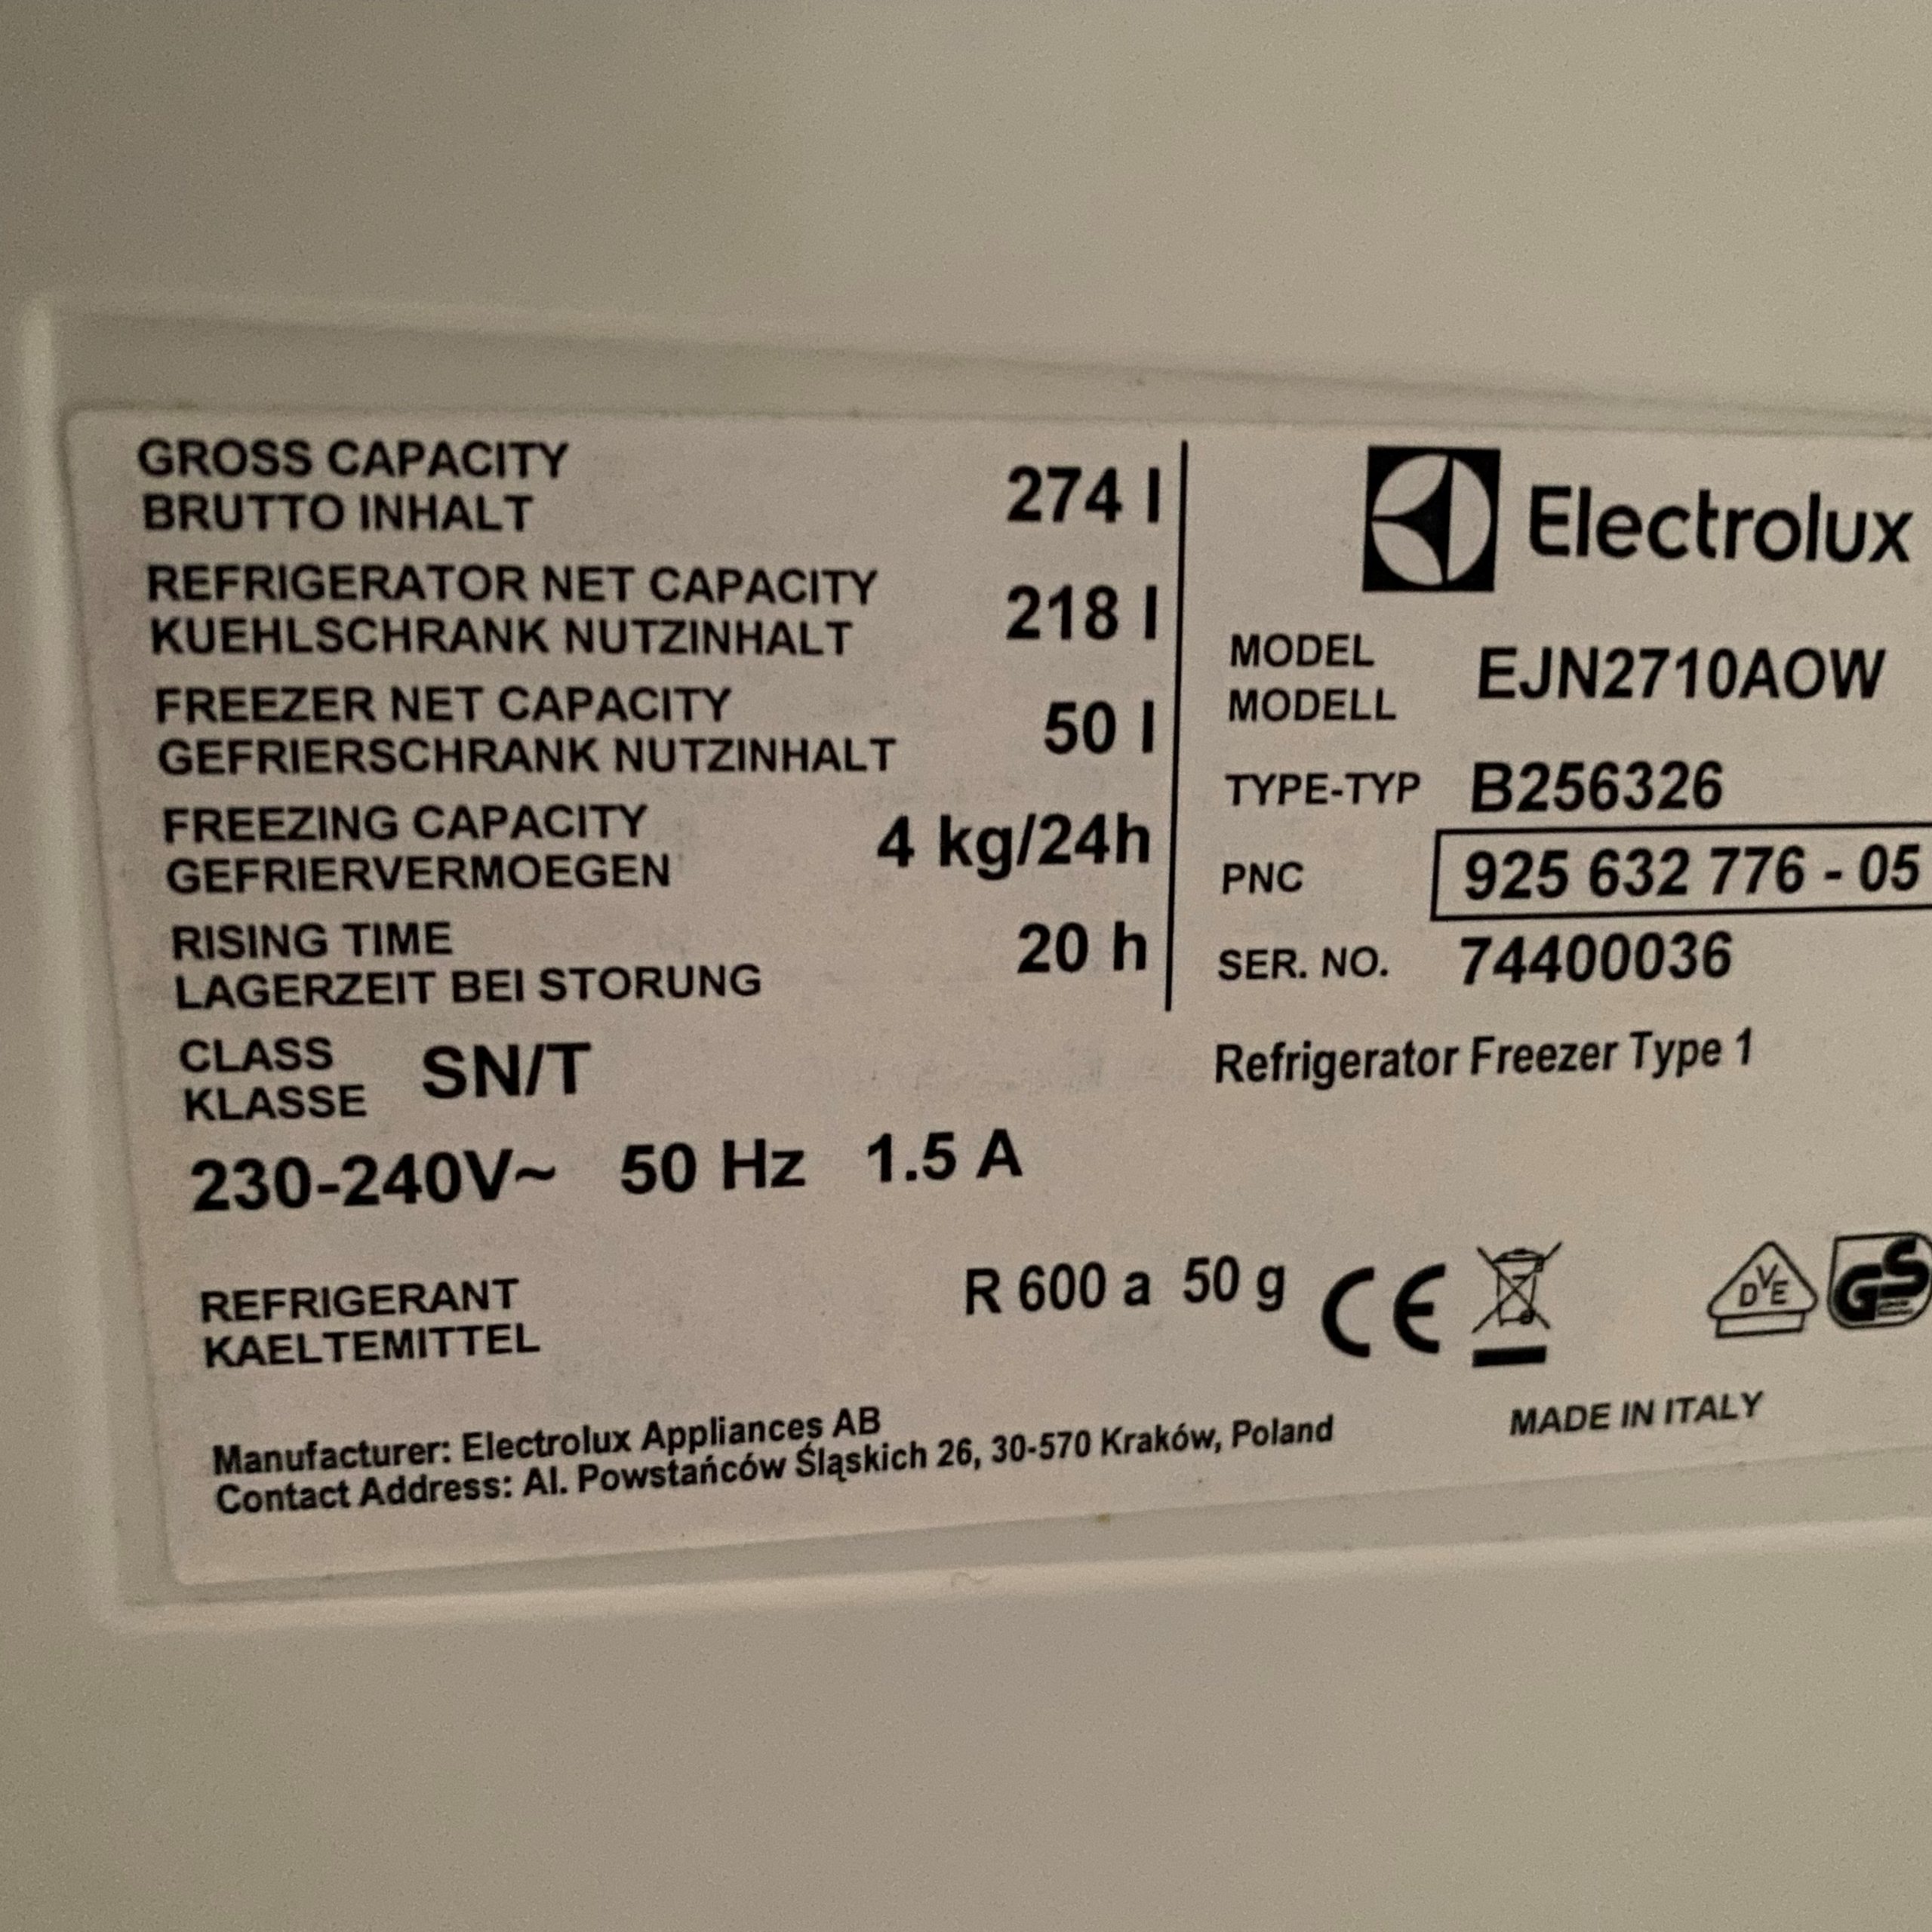 GROSS CAPACITY
BRUTTO INHALT
274 l
REFRIGERATOR NET CAPACITY
KUEHLSCHRANK NUTZINHALT
218 l
FREEZER NET CAPACITY
GEFRIERSCHRANK NUTZINHALT
50 l
FREEZING CAPACITY
GEFRIERVERMOEGEN
4 kg/24h
RISING TIME
LAGERZEIT BEI STORUNG
20 h
CLASS
KLASSE
SN/T
230-240V~ 50 Hz 1.5 A
Electrolux
MODEL
MODELL
EJN2710AOW
TYPE-TYP B256326
PNC 925 632 776 - 05
SER. NO. 74400036
Refrigerator Freezer Type 1
REFRIGERANT
KAELTEMITTEL
R 600 a 50 g
CE
DVE
GS
MADE IN ITALY
Manufacturer: Electrolux Appliances AB
Contact Address: Al. Powstańców Śląskich 26, 30-570 Kraków, Poland